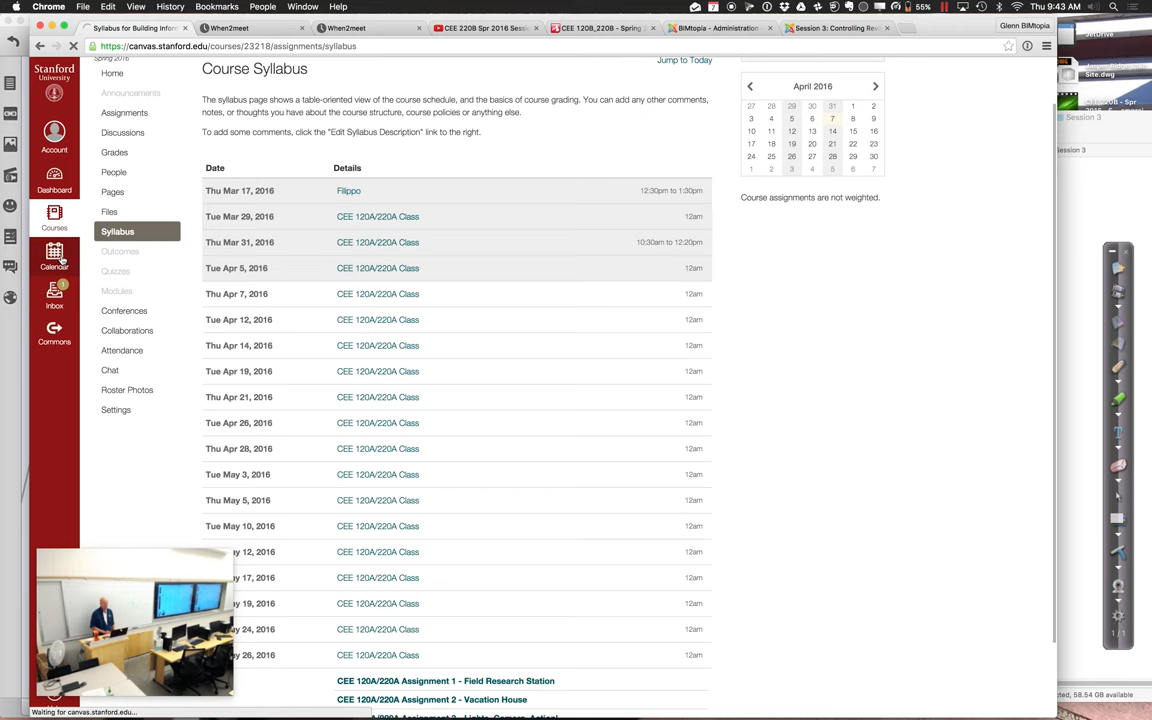 Chrome File Edit View History Bookmarks People Window Help 55% Thu 9:43 AM
Syllabus for Building Inform When2meet When2meet CEE 220B Spr 2016 Sessi CEE 120B_220B - Spring BIMtopia - Administration Session 3: Controlling Revi Glenn BIMtopia
https://canvas.stanford.edu/courses/23218/assignments/syllabus
Stanford
University
Account
Dashboard
Courses
Calendar
1
Inbox
Commons
Spring 2016
Home
Announcements
Assignments
Discussions
Grades
People
Pages
Files
Syllabus
Outcomes
Quizzes
Modules
Conferences
Collaborations
Attendance
Chat
Roster Photos
Settings
Course Syllabus
Jump to Today
The syllabus page shows a table-oriented view of the course schedule, and the basics of course grading. You can add any other comments,
notes, or thoughts you have about the course structure, course policies or anything else.
To add some comments, click the "Edit Syllabus Description" link to the right.
Date Details
Thu Mar 17, 2016 Filippo 12:30pm to 1:30pm
Tue Mar 29, 2016 CEE 120A/220A Class 12am
Thu Mar 31, 2016 CEE 120A/220A Class 10:30am to 12:20pm
Tue Apr 5, 2016 CEE 120A/220A Class 12am
Thu Apr 7, 2016 CEE 120A/220A Class 12am
Tue Apr 12, 2016 CEE 120A/220A Class 12am
Thu Apr 14, 2016 CEE 120A/220A Class 12am
Tue Apr 19, 2016 CEE 120A/220A Class 12am
Thu Apr 21, 2016 CEE 120A/220A Class 12am
Tue Apr 26, 2016 CEE 120A/220A Class 12am
Thu Apr 28, 2016 CEE 120A/220A Class 12am
Tue May 3, 2016 CEE 120A/220A Class 12am
Thu May 5, 2016 CEE 120A/220A Class 12am
Tue May 10, 2016 CEE 120A/220A Class 12am
ay 12, 2016 CEE 120A/220A Class 12am
ay 17, 2016 CEE 120A/220A Class 12am
ay 19, 2016 CEE 120A/220A Class 12am
ay 24, 2016 CEE 120A/220A Class 12am
ay 26, 2016 CEE 120A/220A Class 12am
CEE 120A/220A Assignment 1 - Field Research Station
CEE 120A/220A Assignment 2 - Vacation House
April 2016
27 28 29 30 31 1 2
3 4 5 6 7 8 9
10 11 12 13 14 15 16
17 18 19 20 21 22 23
24 25 26 27 28 29 30
1 2 3 4 5 6 7
Course assignments are not weighted.
JetDrive
Site.dwg
Session 3
Session 3
1 / 1
cted, 58.54 GB available
Waiting for canvas.stanford.edu...